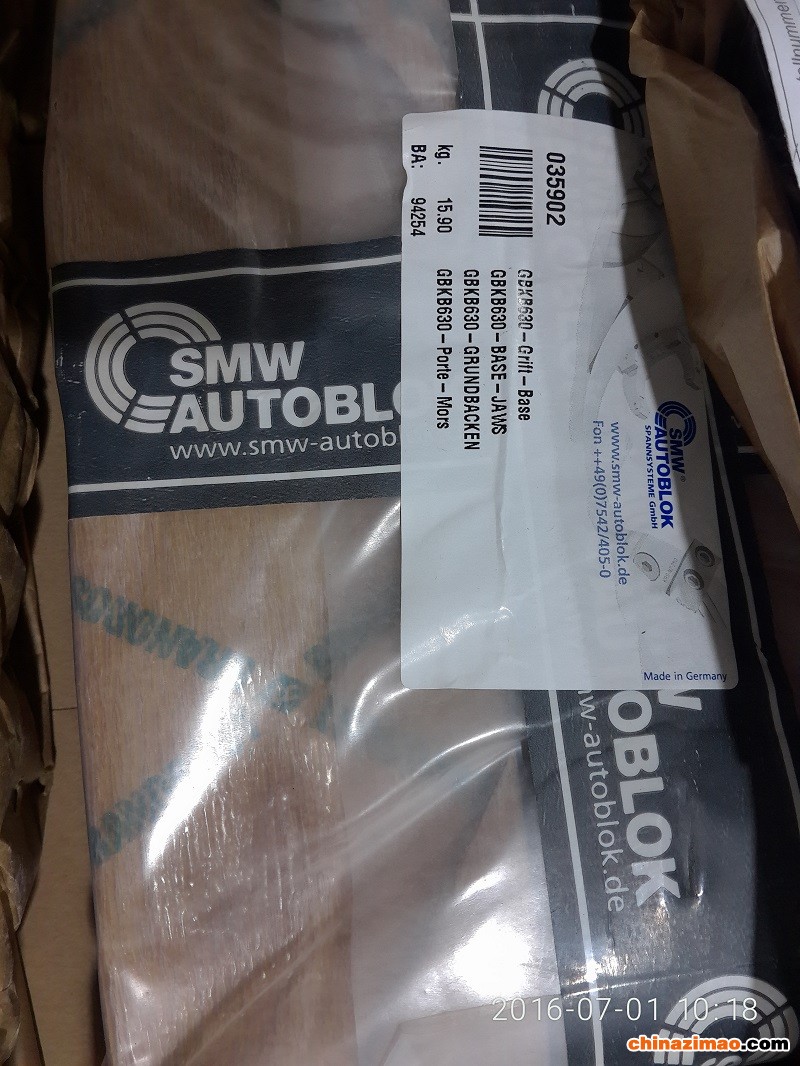 035902
kg. 15.90
BA: 94254
GBKB630-Griff-Base
GBKB630-BASE-JAWS
GBKB630-GRUNDBACKEN
GBKB630-Porte-Mors
SMW®
AUTOBLOK
SPANNSYSTEME GmbH
www.smw-autoblok.de
Fon ++49(0)7542/405-0
Made in Germany
SMW
AUTOBLO
www.smw-autobl
W
OBLOK
w-autoblok.de
2016-07-01 10:18
chinazimao.com